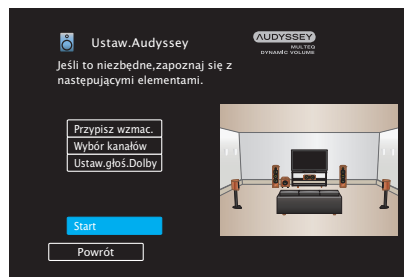 Ustaw.Audyssey
AUDYSSEY
MULTEQ
DYNAMIC VOLUME
Jeśli to niezbędne,zapoznaj się z
następującymi elementami.
Przypisz wzmac.
Wybór kanałów
Ustaw.głoś.Dolby
Start
Powrót